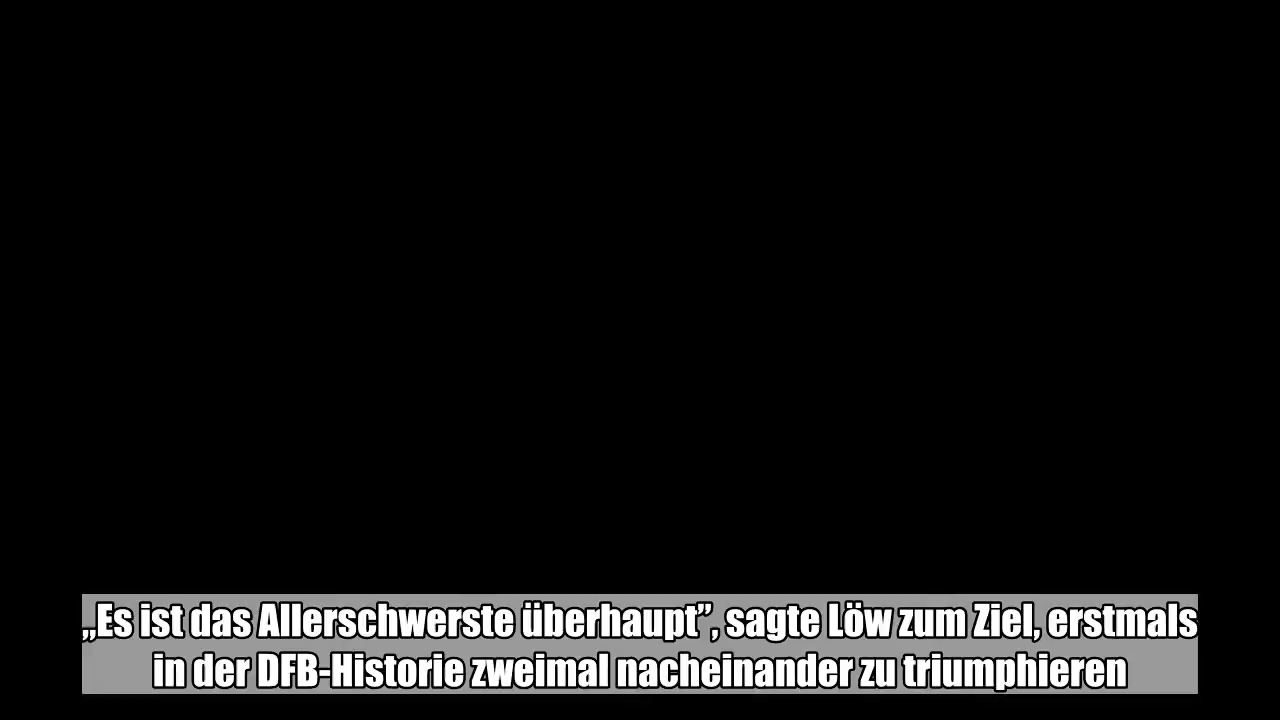 „Es ist das Allerschwerste überhaupt”, sagte Löw zum Ziel, erstmals
in der DFB-Historie zweimal nacheinander zu triumphieren